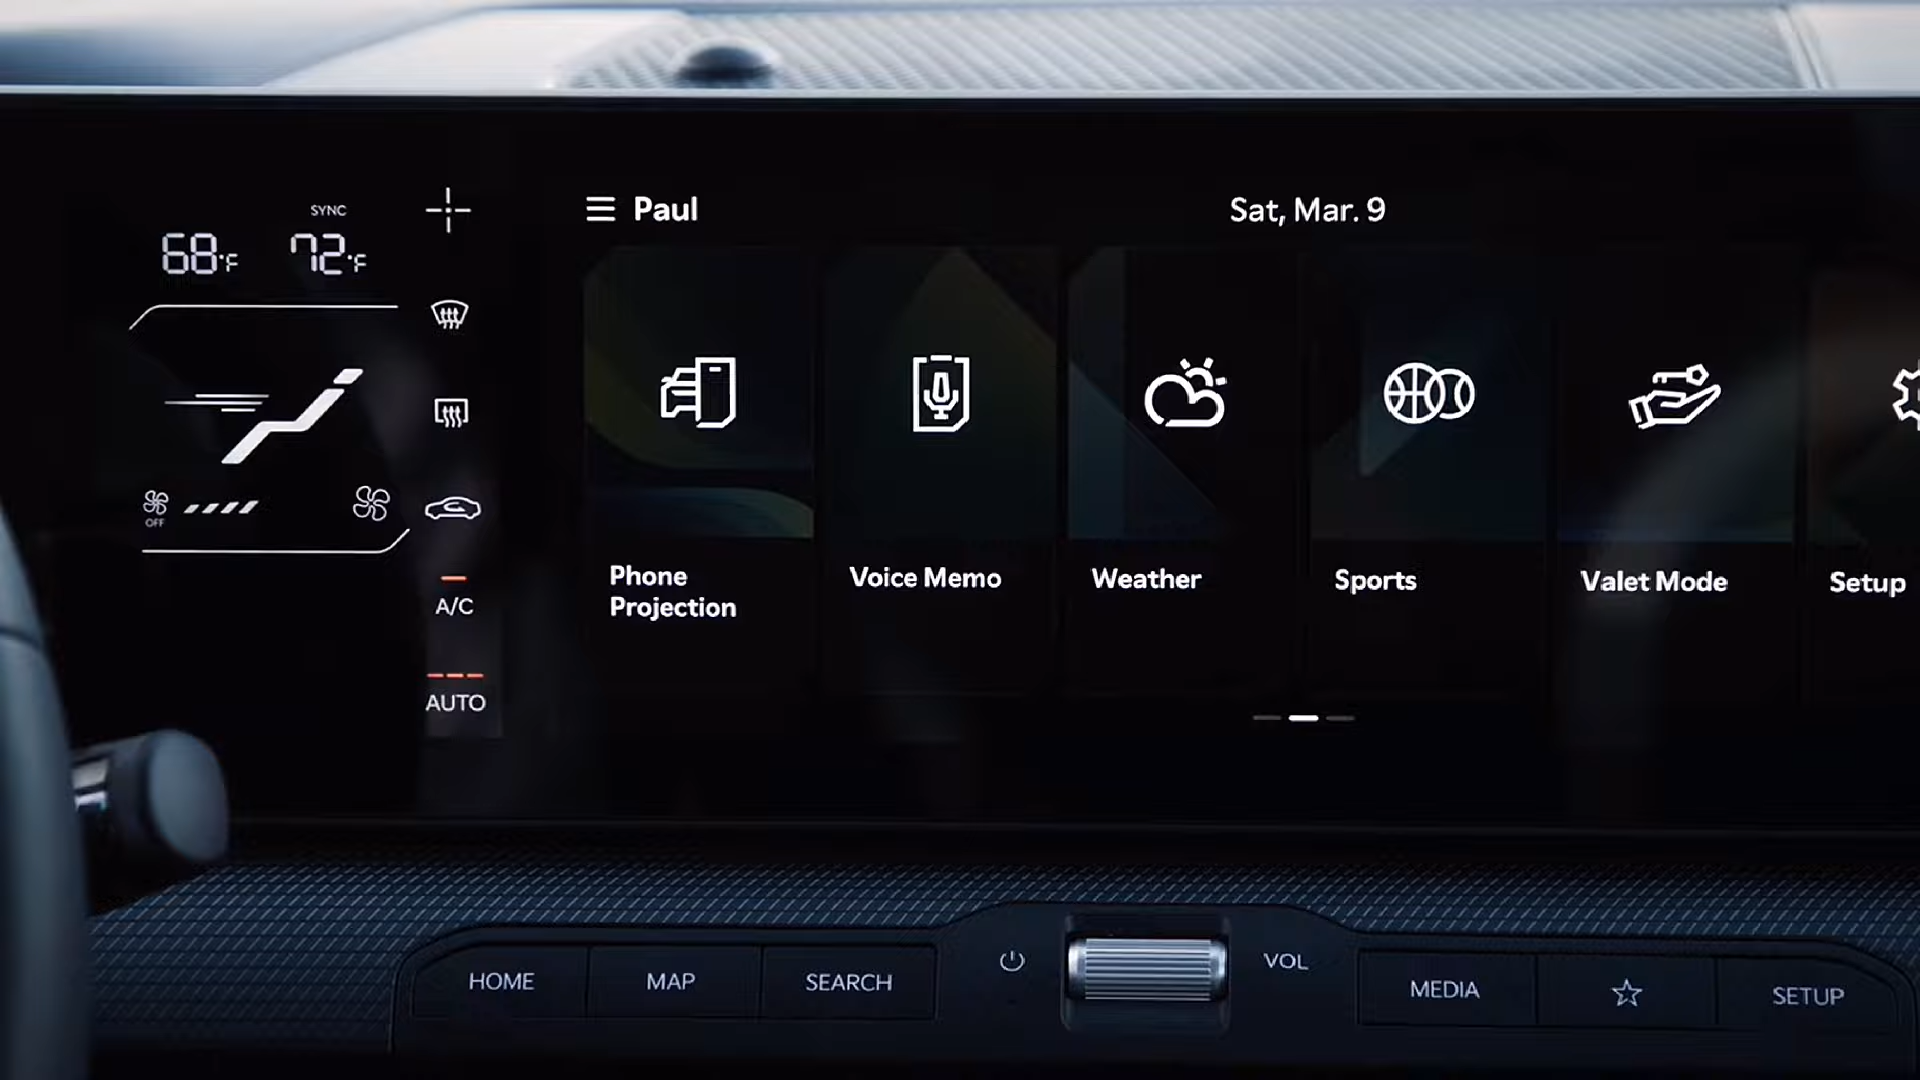 SYNC
68°F
72°F
OFF
A/C
AUTO
Paul
Sat, Mar. 9
Phone
Projection
Voice Memo
Weather
Sports
Valet Mode
Setup
HOME
MAP
SEARCH
VOL
MEDIA
SETUP